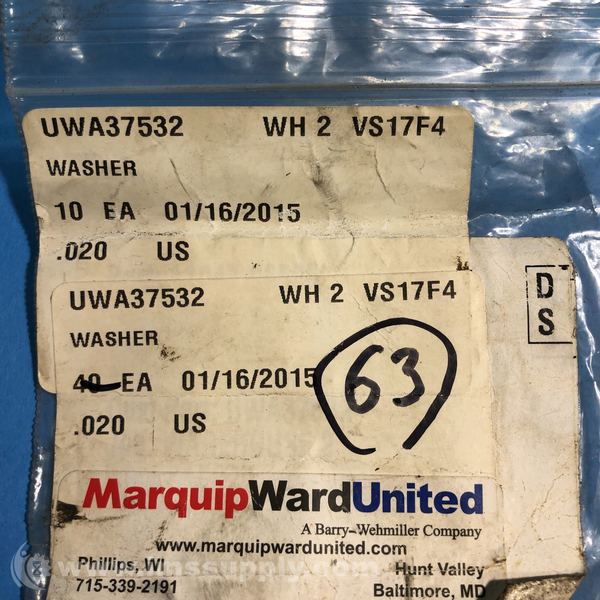 UWA37532 WH 2 VS17F4
WASHER
10 EA 01/16/2015
.020 US
UWA37532 WH 2 VS17F4
WASHER
40 EA 01/16/2015
63
.020 US
D
S
MarquipWardUnited
A Barry-Wehmiller Company
www.marquipwardunited.com
Phillips, WI Hunt Valley
715-339-2191 Baltimore, MD